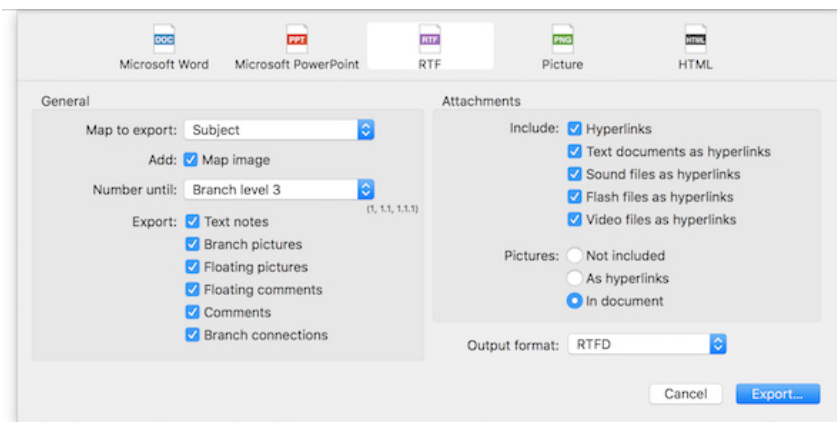 DOC
PPT
RTF
PNG
HTML
Microsoft Word
Microsoft PowerPoint
RTF
Picture
HTML
General
Map to export: Subject
Add: Map image
Number until: Branch level 3
(1, 1.1, 1.1.1)
Export: Text notes
Branch pictures
Floating pictures
Floating comments
Comments
Branch connections
Attachments
Include: Hyperlinks
Text documents as hyperlinks
Sound files as hyperlinks
Flash files as hyperlinks
Video files as hyperlinks
Pictures: Not included
As hyperlinks
In document
Output format: RTFD
Cancel
Export...